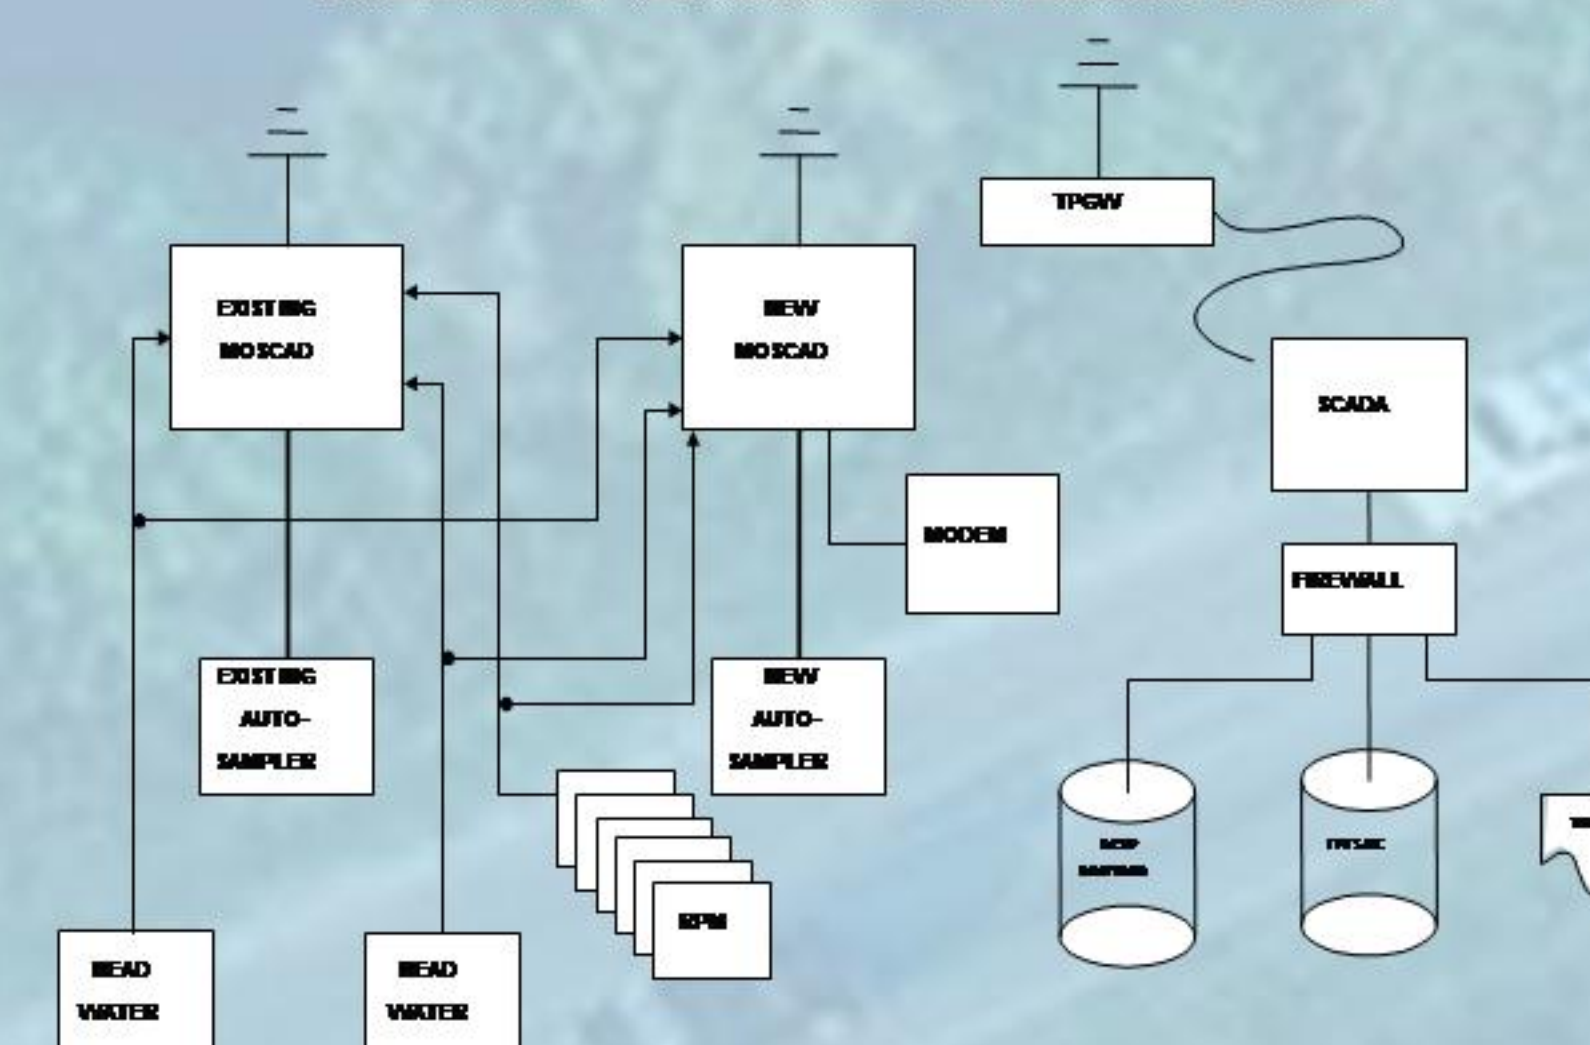 TPGW
EXISTING
MOSCAD
NEW
MOSCAD
SCADA
MODEM
FIREWALL
EXISTING
AUTO-
SAMPLER
NEW
AUTO-
SAMPLER
RPM
HEAD
WATER
HEAD
WATER